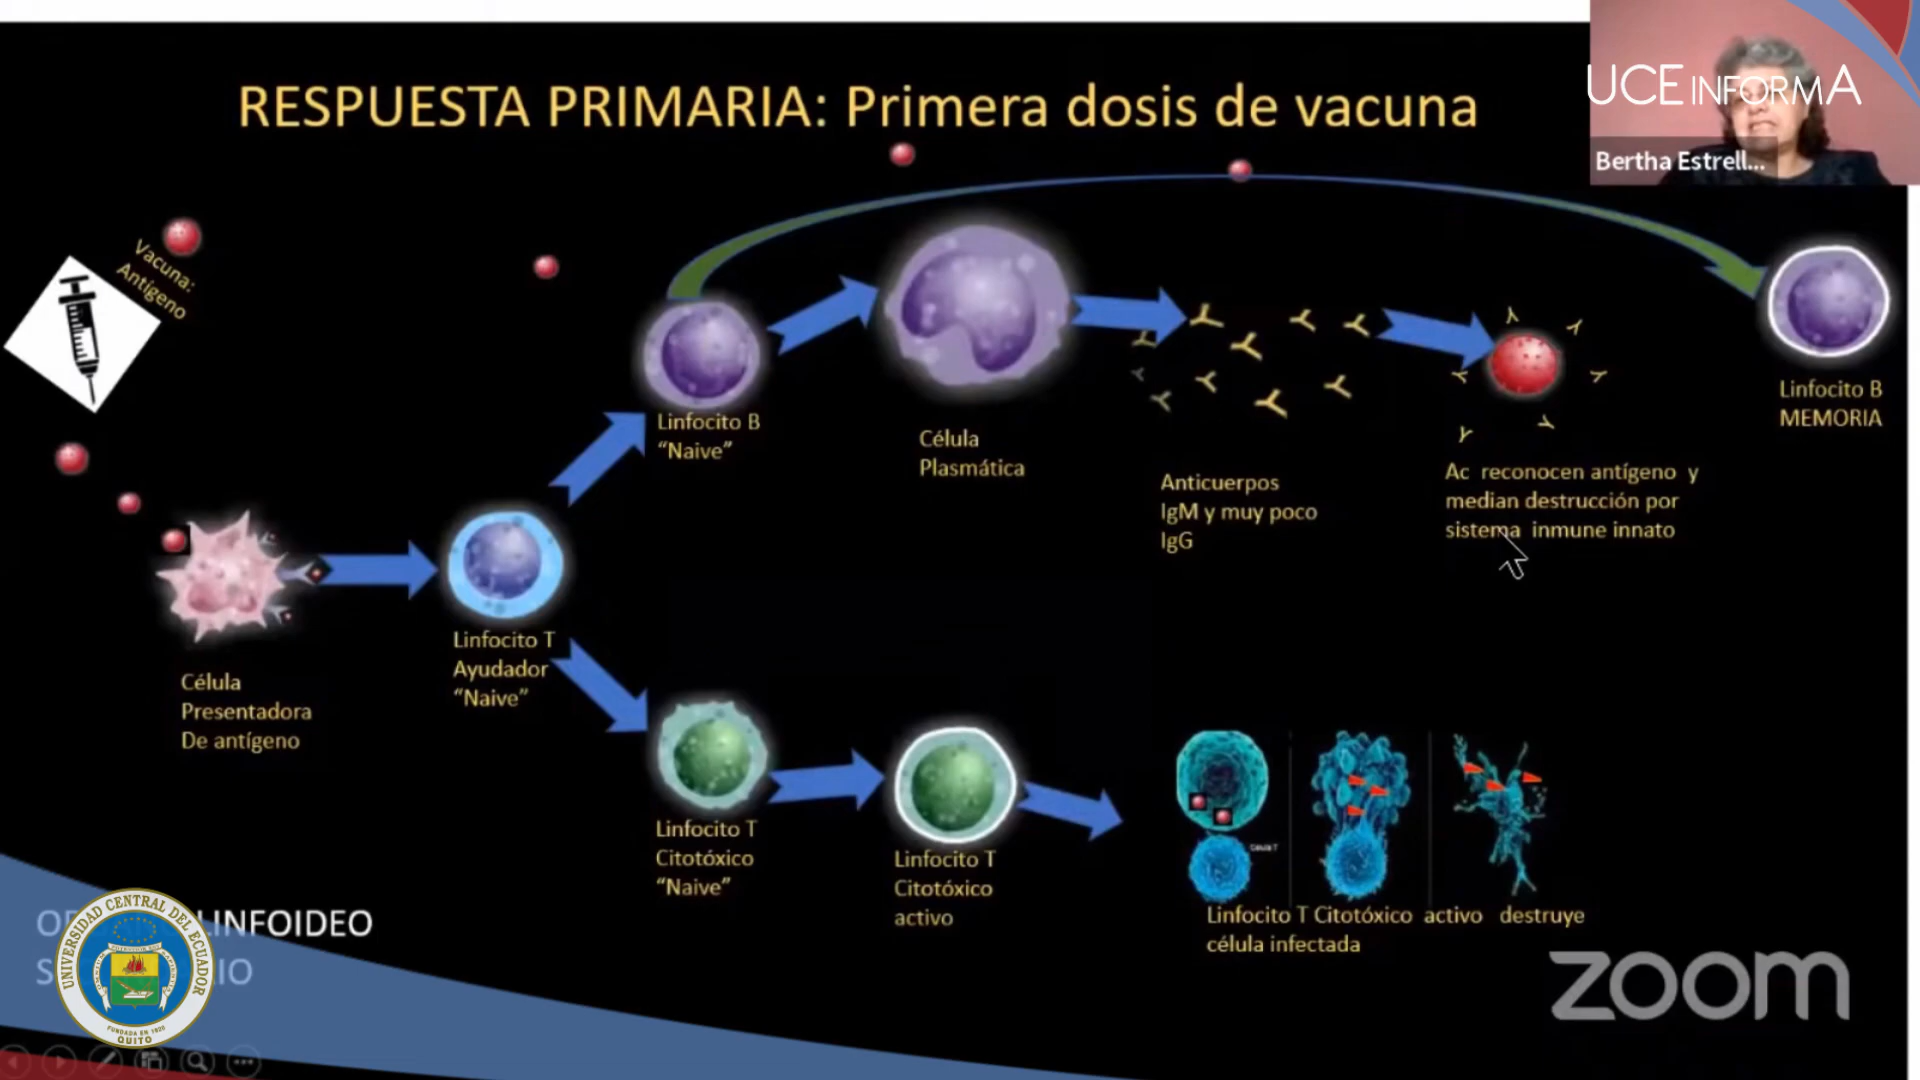 RESPUESTA PRIMARIA: Primera dosis de vacuna
UCE INFORMA
Bertha Estrell...
Vacuna:
Antígeno
Linfocito B
“Naive”
Célula
Plasmática
Anticuerpos
IgM y muy poco
IgG
Ac reconocen antígeno y
median destrucción por
sistema inmune innato
Linfocito B
MEMORIA
Célula
Presentadora
De antígeno
Linfocito T
Ayudador
“Naive”
Linfocito T
Citotóxico
“Naive”
Linfocito T
Citotóxico
activo
Linfocito T Citotóxico activo destruye
célula infectada
LINFOIDEO
UNIVERSIDAD CENTRAL DEL ECUADOR
FUNDADA EN 1620
QUITO
zoom